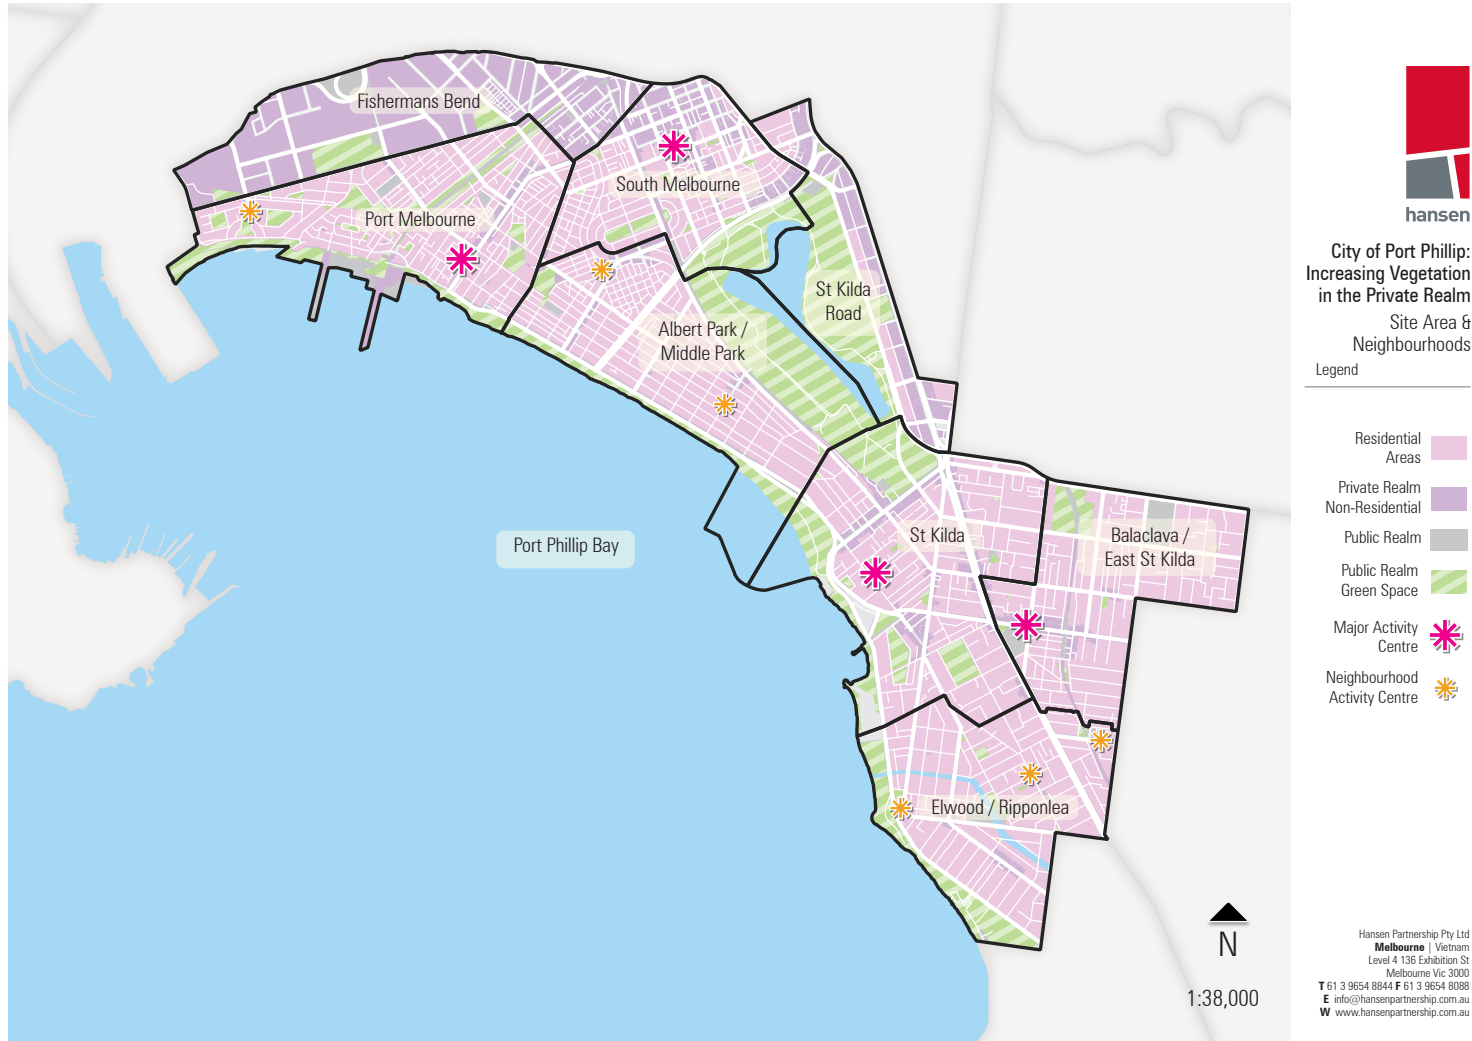 Fishermans Bend
South Melbourne
Port Melbourne
St Kilda
Road
Albert Park /
Middle Park
Port Phillip Bay
St Kilda
Balaclava /
East St Kilda
Elwood / Ripponlea
N
1:38,000
hansen
City of Port Phillip:
Increasing Vegetation
in the Private Realm
Site Area &
Neighbourhoods
Legend
Residential
Areas
Private Realm
Non-Residential
Public Realm
Public Realm
Green Space
Major Activity
Centre
Neighbourhood
Activity Centre
Hansen Partnership Pty Ltd
Melbourne | Vietnam
Level 4 136 Exhibition St
Melbourne Vic 3000
T 61 3 9654 8844 F 61 3 9654 8088
E info@hansenpartnership.com.au
W www.hansenpartnership.com.au